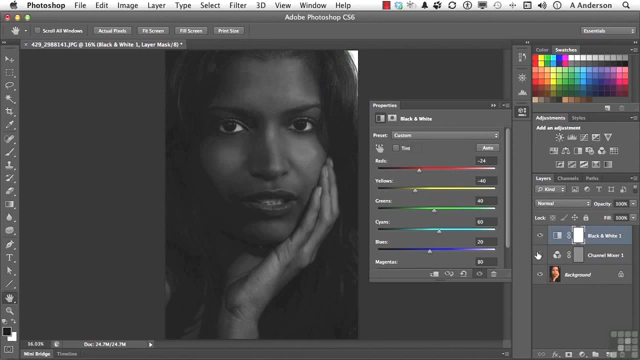 Photoshop File Edit Image Layer Type Select Filter View Window Help A Anderson
Adobe Photoshop CS6
Scroll All Windows Actual Pixels Fit Screen Fill Screen Print Size Essentials
429_2988141.JPG @ 16% (Black & White 1, Layer Mask/8) *
Color Swatches
Properties
Black & White
Preset: Custom
Tint Auto
Reds: -24
Yellows: -40
Greens: 40
Cyans: 60
Blues: 20
Magentas: 80
Adjustments Styles
Add an adjustment
Layers Channels Paths
Kind
Normal Opacity: 100%
Lock: Fill: 100%
Black & White 1
Channel Mixer 1
Background
16.03% Doc: 24.7M/24.7M
Mini Bridge Timeline